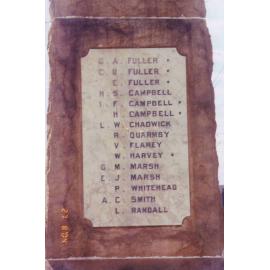 G. A. FULLER •
C. U. FULLER •
E. FULLER •
H. S. CAMPBELL
I. F. CAMPBELL •
H. CAMPBELL •
L. W. CHADWICK
R. QUARMBY
V. FLAREY
W. HARVEY •
G. M. MARSH
E. J. MARSH
P. WHITEHEAD
A. C. SMITH
L. RANDALL